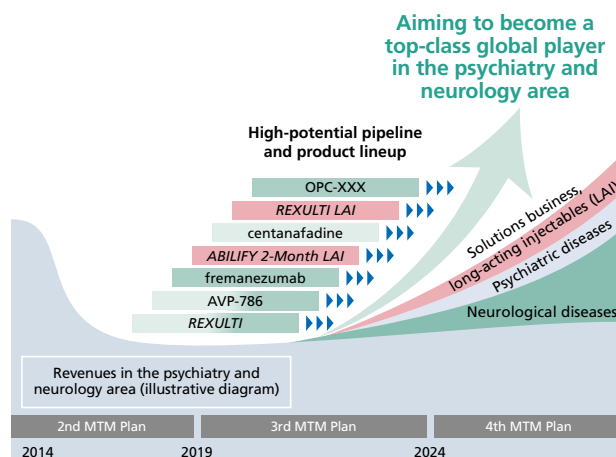 Aiming to become a
top-class global player
in the psychiatry and
neurology area
High-potential pipeline
and product lineup
OPC-XXX
REXULTI LAI
centanafadine
ABILIFY 2-Month LAI
fremanezumab
AVP-786
REXULTI
Solutions business,
long-acting injectables (LAI)
Psychiatric diseases
Neurological diseases
Revenues in the psychiatry and
neurology area (illustrative diagram)
2nd MTM Plan
3rd MTM Plan
4th MTM Plan
2014
2019
2024